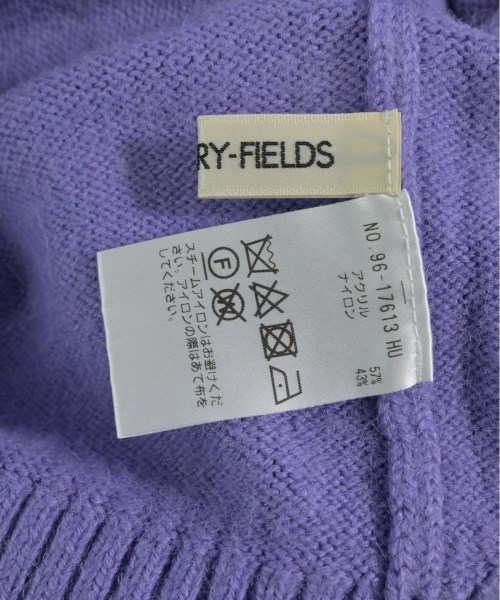 RY-FIELDS
NO. 96-17613 HU
アクリル 57%
ナイロン 43%
F
スチームアイロンはお避けくだ
さい。アイロンの際はあて布を
してください。